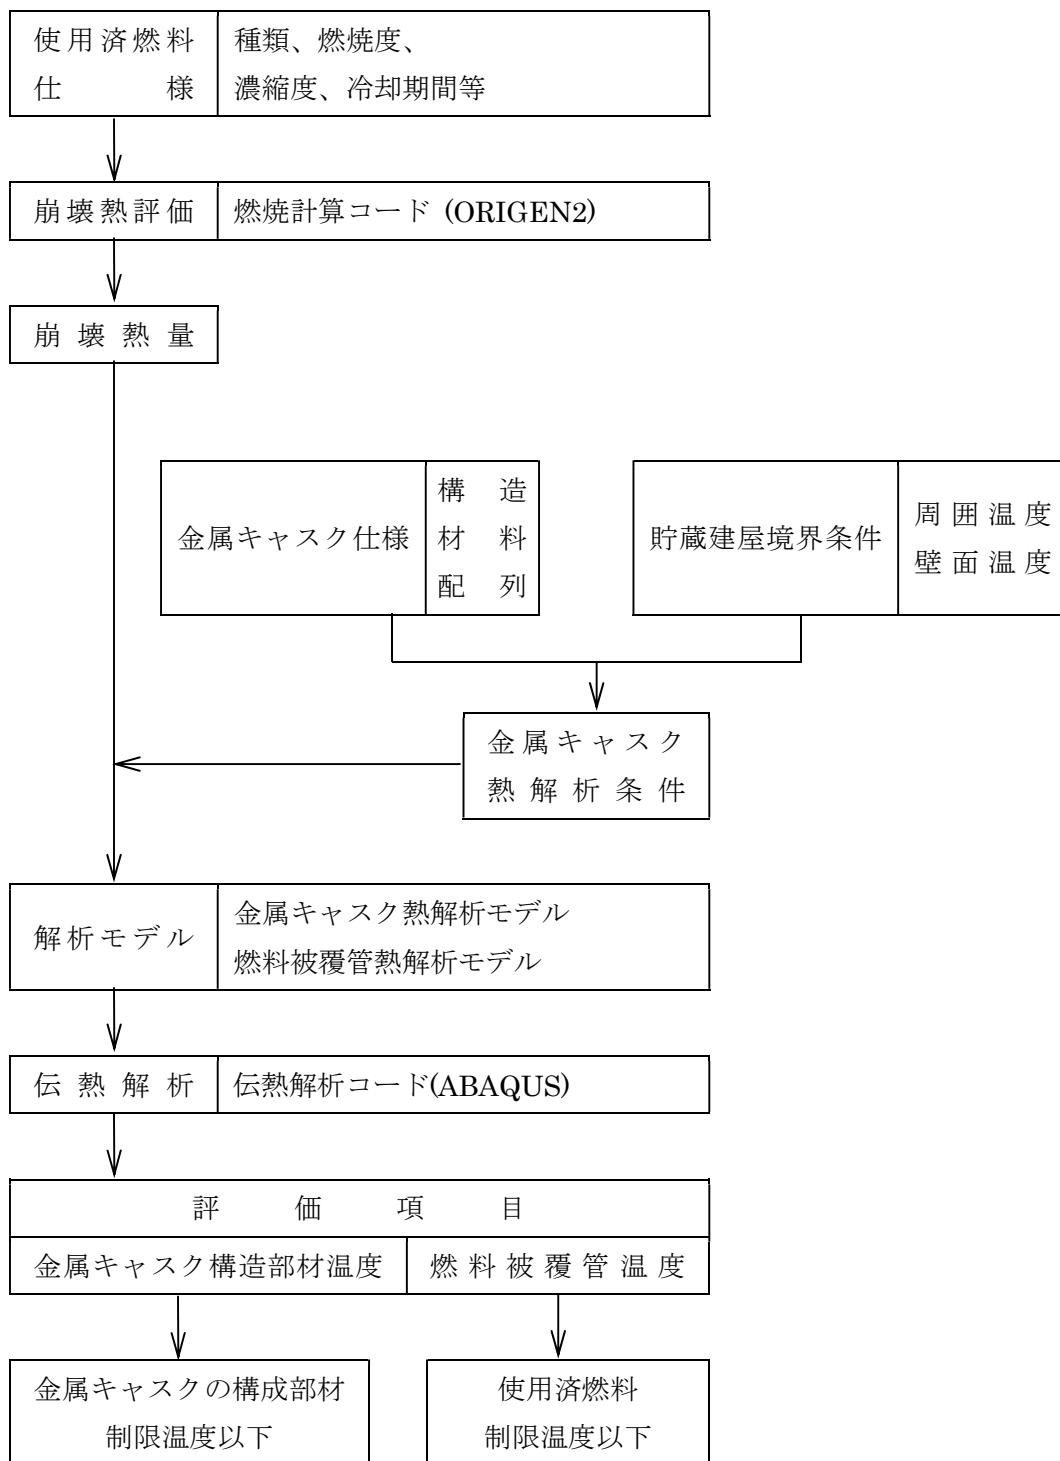 使用済燃料
仕様
種類、燃焼度、
濃縮度、冷却期間等
崩壊熱評価
燃焼計算コード (ORIGEN2)
崩壊熱量
金属キャスク仕様
構造
材料
配列
貯蔵建屋境界条件
周囲温度
壁面温度
金属キャスク
熱解析条件
解析モデル
金属キャスク熱解析モデル
燃料被覆管熱解析モデル
伝熱解析
伝熱解析コード(ABAQUS)
評価項目
金属キャスク構造部材温度
燃料被覆管温度
金属キャスクの構成部材
制限温度以下
使用済燃料
制限温度以下